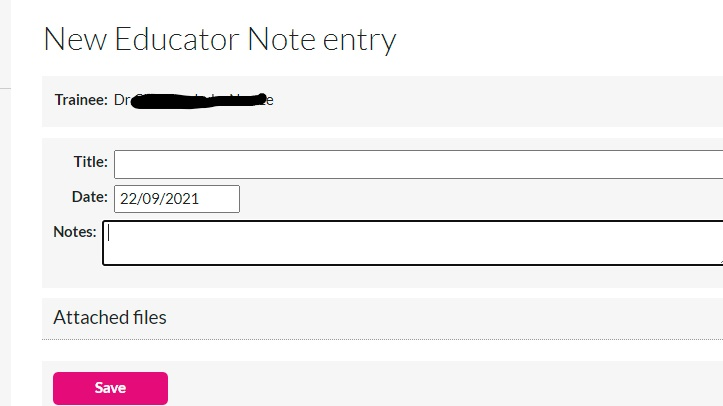 New Educator Note entry
Trainee: Dr
Title:
Date: 22/09/2021
Notes:
Attached files
Save